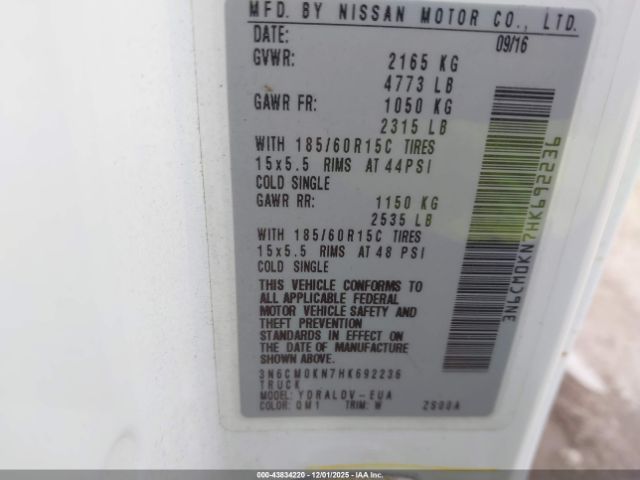 MFD. BY NISSAN MOTOR CO., LTD.
DATE: 09/16
GVWR: 2165 KG
4773 LB
GAWR FR: 1050 KG
2315 LB
WITH 185/60R15C TIRES
15x5.5 RIMS AT 44PSI
COLD SINGLE
GAWR RR: 1150 KG
2535 LB
WITH 185/60R15C TIRES
15x5.5 RIMS AT 48 PSI
COLD SINGLE
THIS VEHICLE CONFORMS TO
ALL APPLICABLE FEDERAL
MOTOR VEHICLE SAFETY AND
THEFT PREVENTION
STANDARDS IN EFFECT ON
THE DATE OF MANUFACTURE
SHOWN ABOVE.
3N6CM0KN7HK692236
TRUCK
MODEL: YDRALDV-EUA
COLOR: QM1 TRIM: W 2S00A
3N6CM0KN7HK692236
000-43834220 - 12/01/2025 - IAAI.COM